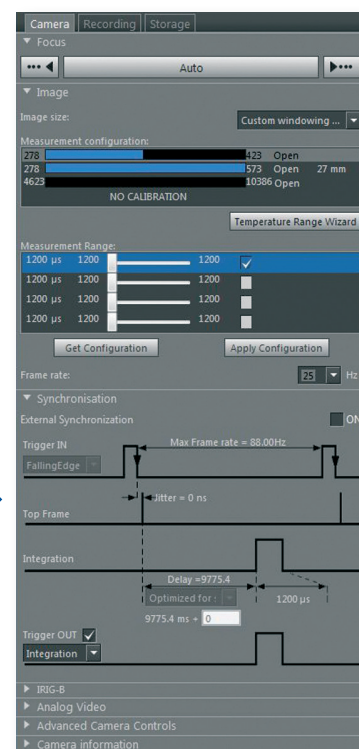 Camera Recording Storage
Focus
Auto
Image
Image size: Custom windowing ...
Measurement configuration:
278 423 Open
278 573 Open 27 mm
4623 10386 Open
NO CALIBRATION
Temperature Range Wizard
Measurement Range:
1200 µs 1200 1200
1200 µs 1200 1200
1200 µs 1200 1200
1200 µs 1200 1200
Get Configuration Apply Configuration
Frame rate: 25 Hz
Synchronisation
External Synchronization ON
Trigger IN Max Frame rate = 88.00Hz
FallingEdge
Jitter = 0 ns
Top Frame
Integration
Delay =9775.4
Optimized for :
1200 µs
9775.4 ms + 0
Trigger OUT
Integration
IRIG-B
Analog Video
Advanced Camera Controls
Camera information